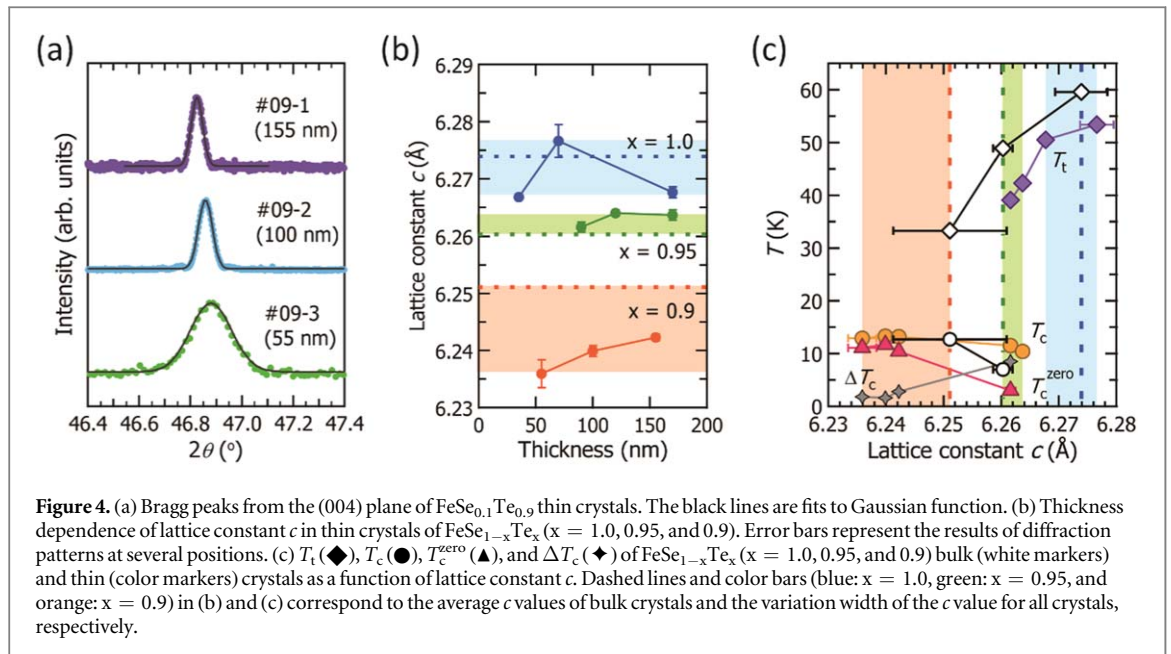 (a)
(b)
(c)
Intensity (arb. units)
#09-1
(155 nm)
#09-2
(100 nm)
#09-3
(55 nm)
46.4 46.6 46.8 47.0 47.2 47.4
2θ (°)
Lattice constant c (Å)
6.29
6.28
6.27
6.26
6.25
6.24
6.23
x = 1.0
x = 0.95
x = 0.9
0 50 100 150 200
Thickness (nm)
T (K)
60
50
40
30
20
10
0
Tt
Tc
Tczero
ΔTc
6.23 6.24 6.25 6.26 6.27 6.28
Lattice constant c (Å)
Figure 4. (a) Bragg peaks from the (004) plane of FeSe0.1Te0.9 thin crystals. The black lines are fits to Gaussian function. (b) Thickness
dependence of lattice constant c in thin crystals of FeSe1−xTex (x = 1.0, 0.95, and 0.9). Error bars represent the results of diffraction
patterns at several positions. (c) Tt (◆), Tc (●), Tczero (▲), and ΔTc (✦) of FeSe1−xTex (x = 1.0, 0.95, and 0.9) bulk (white markers)
and thin (color markers) crystals as a function of lattice constant c. Dashed lines and color bars (blue: x = 1.0, green: x = 0.95, and
orange: x = 0.9) in (b) and (c) correspond to the average c values of bulk crystals and the variation width of the c value for all crystals,
respectively.